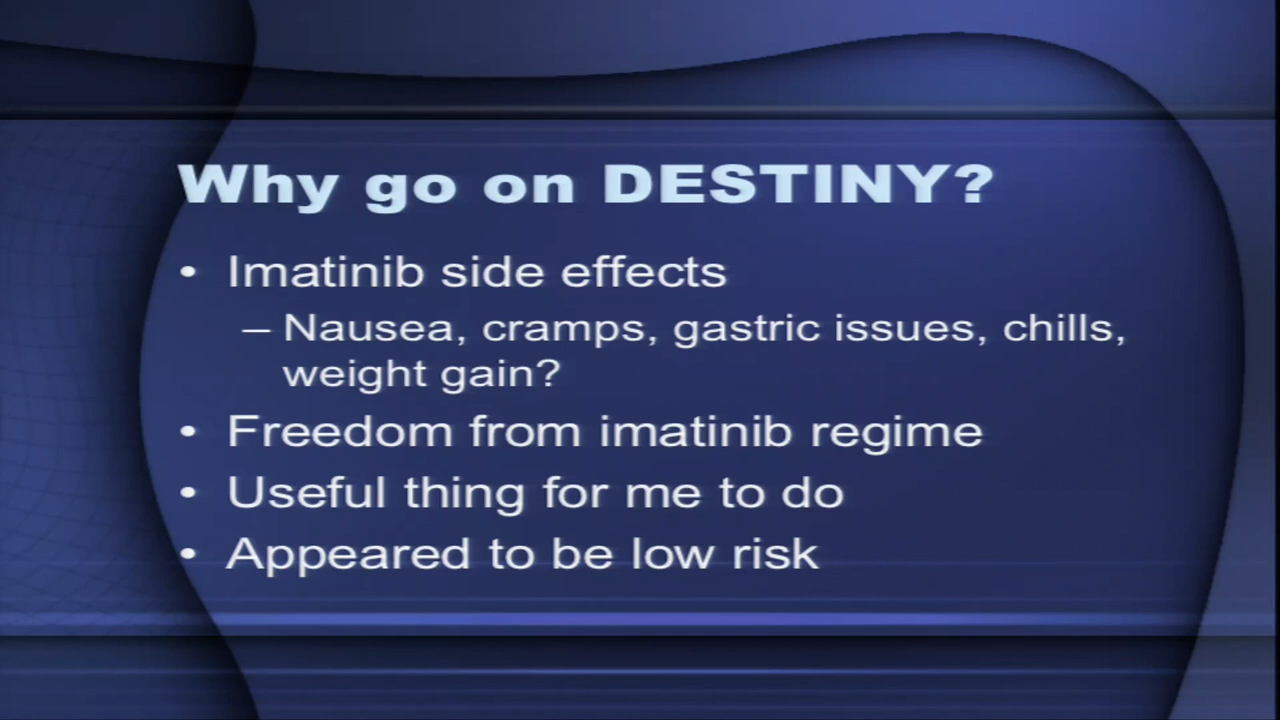 Why go on DESTINY?
• Imatinib side effects
– Nausea, cramps, gastric issues, chills,
weight gain?
• Freedom from imatinib regime
• Useful thing for me to do
• Appeared to be low risk